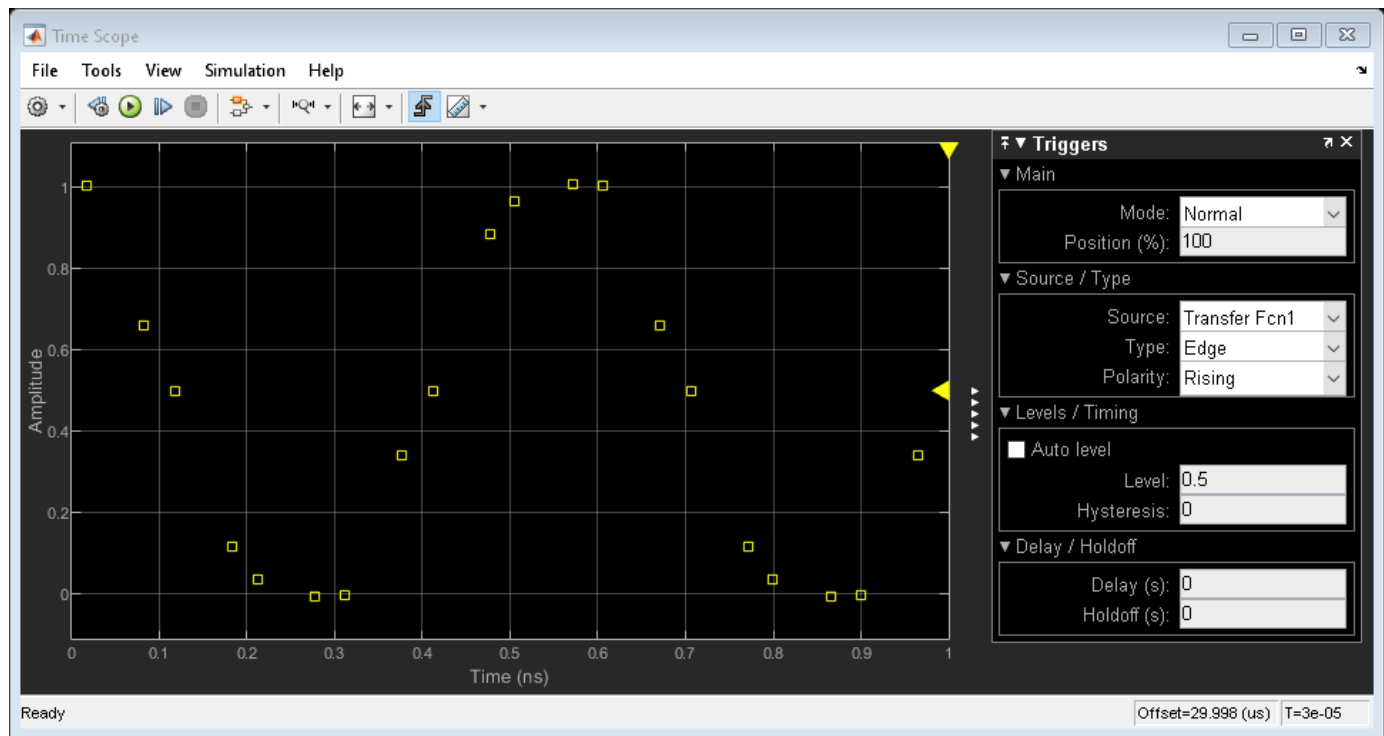 Time Scope
File Tools View Simulation Help
Triggers
Main
Mode: Normal
Position (%): 100
Source / Type
Source: Transfer Fcn1
Type: Edge
Polarity: Rising
Levels / Timing
Auto level
Level: 0.5
Hysteresis: 0
Delay / Holdoff
Delay (s): 0
Holdoff (s): 0
Amplitude
1
0.8
0.6
0.4
0.2
0
0 0.1 0.2 0.3 0.4 0.5 0.6 0.7 0.8 0.9 1
Time (ns)
Ready Offset=29.998 (us) T=3e-05